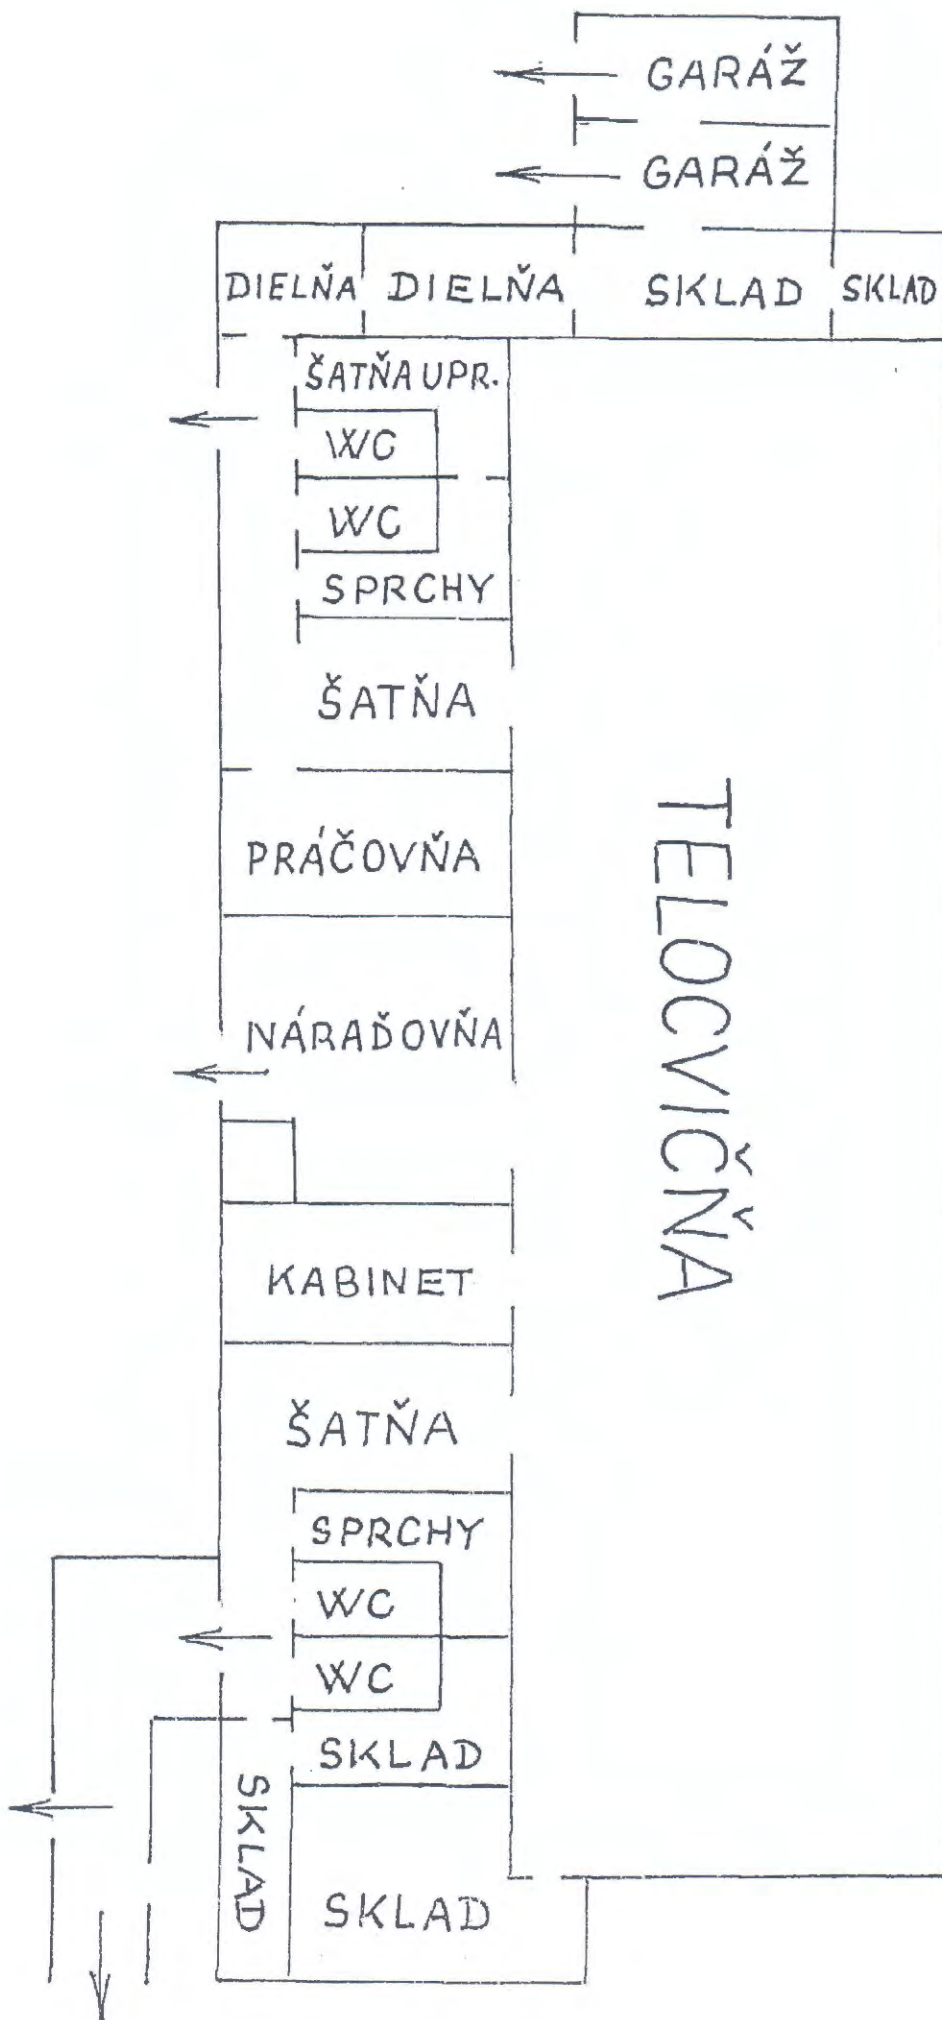 GARÁŽ
GARÁŽ
DIELŇA DIELŇA SKLAD SKLAD
ŠATŇA UPR.
WC
WC
SPRCHY
ŠATŇA
PRÁČOVŇA
TELOCVIČŇA
NÁRAĎOVŇA
KABINET
ŠATŇA
SPRCHY
WC
WC
SKLAD
SKLAD
SKLAD